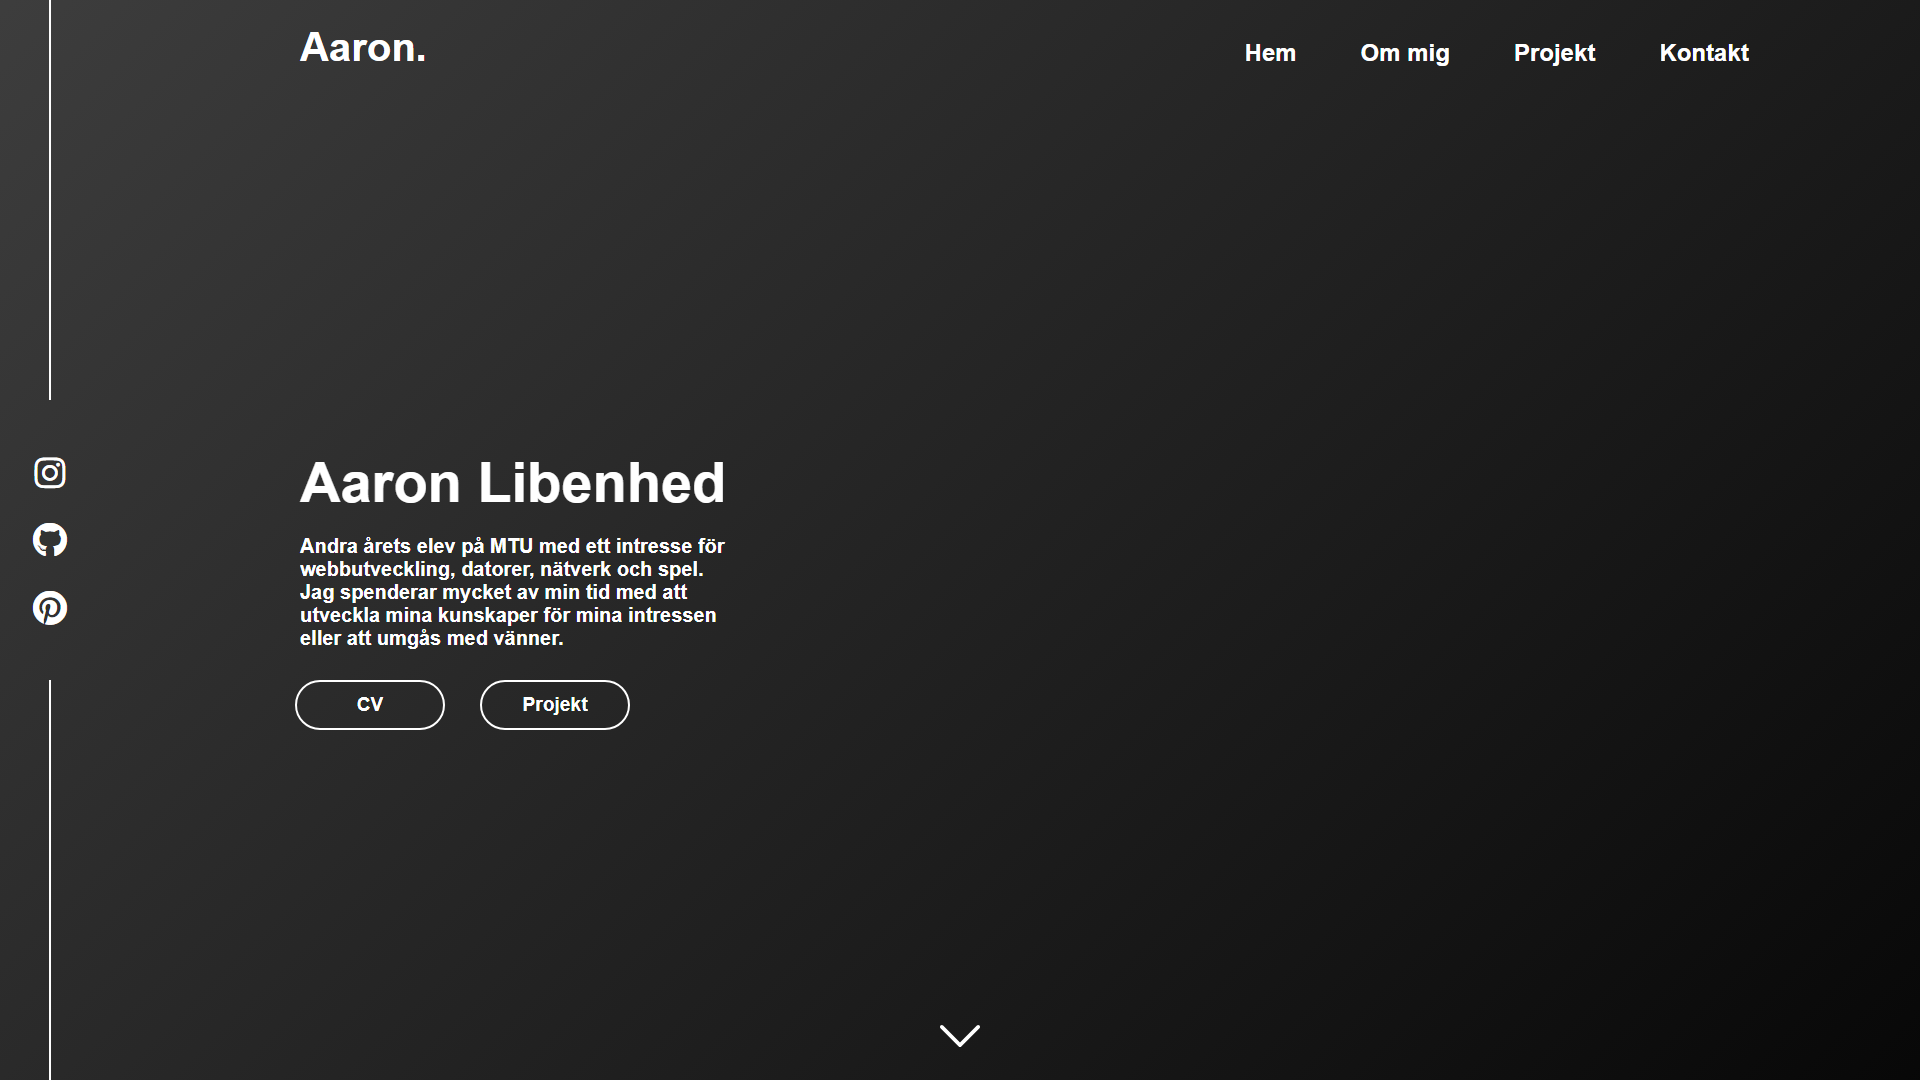 Aaron.
Hem
Om mig
Projekt
Kontakt
Aaron Libenhed
Andra årets elev på MTU med ett intresse för
webbutveckling, datorer, nätverk och spel.
Jag spenderar mycket av min tid med att
utveckla mina kunskaper för mina intressen
eller att umgås med vänner.
CV
Projekt